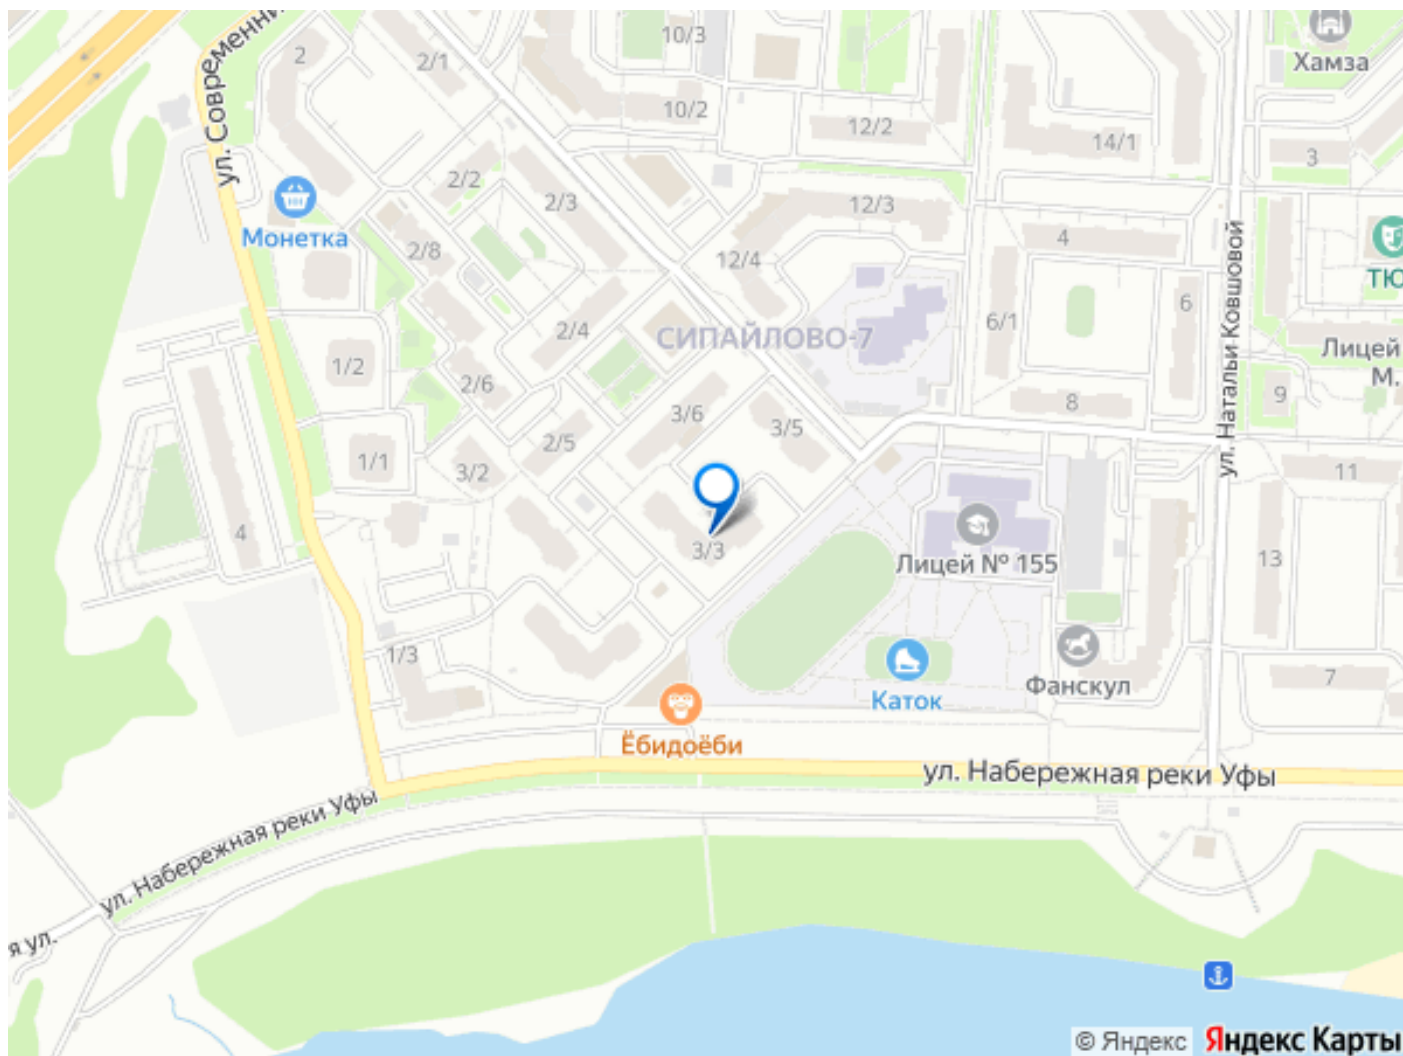 ул. Современни
2
2/1
10/3
Хамза
10/2
12/2
14/1
3
2/2
2/3
12/3
Монетка
2/8
12/4
4
ул. Натальи Ковшовой
ТЮ
6
6/1
2/4
СИПАЙЛОВО-7
Лицей
М.
1/2
2/6
9
8
3/6
3/5
2/5
1/1
3/2
11
4
3/3
Лицей № 155
13
1/3
Фанскул
7
Каток
Ёбидоёби
ул. Набережная реки Уфы
ул. Набережная реки Уфы
я ул.
© Яндекс Яндекс Карты